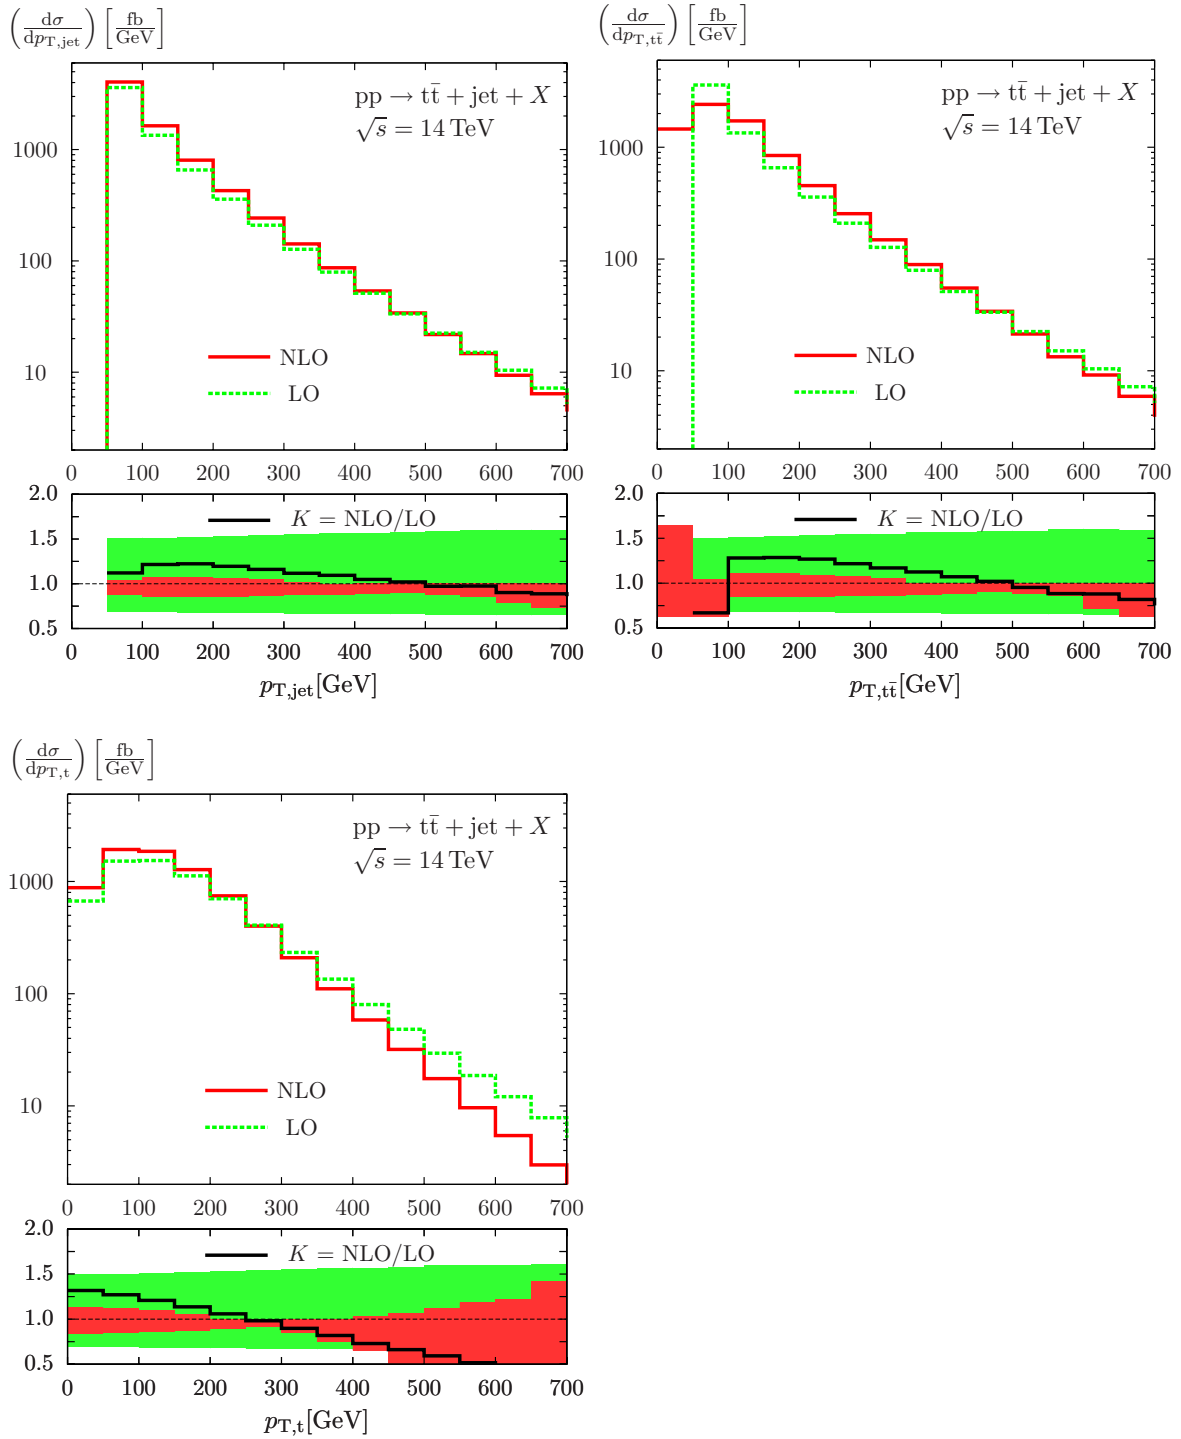 (dσ/dp_T,jet) [fb/GeV]
pp → tt̄ + jet + X
√s = 14 TeV
1000
100
10
NLO
LO
0 100 200 300 400 500 600 700
2.0
1.5
1.0
0.5
K = NLO/LO
0 100 200 300 400 500 600 700
p_T,jet[GeV]
(dσ/dp_T,tt̄) [fb/GeV]
pp → tt̄ + jet + X
√s = 14 TeV
1000
100
10
NLO
LO
0 100 200 300 400 500 600 700
2.0
1.5
1.0
0.5
K = NLO/LO
0 100 200 300 400 500 600 700
p_T,tt̄[GeV]
(dσ/dp_T,t) [fb/GeV]
pp → tt̄ + jet + X
√s = 14 TeV
1000
100
10
NLO
LO
0 100 200 300 400 500 600 700
2.0
1.5
1.0
0.5
K = NLO/LO
0 100 200 300 400 500 600 700
p_T,t[GeV]